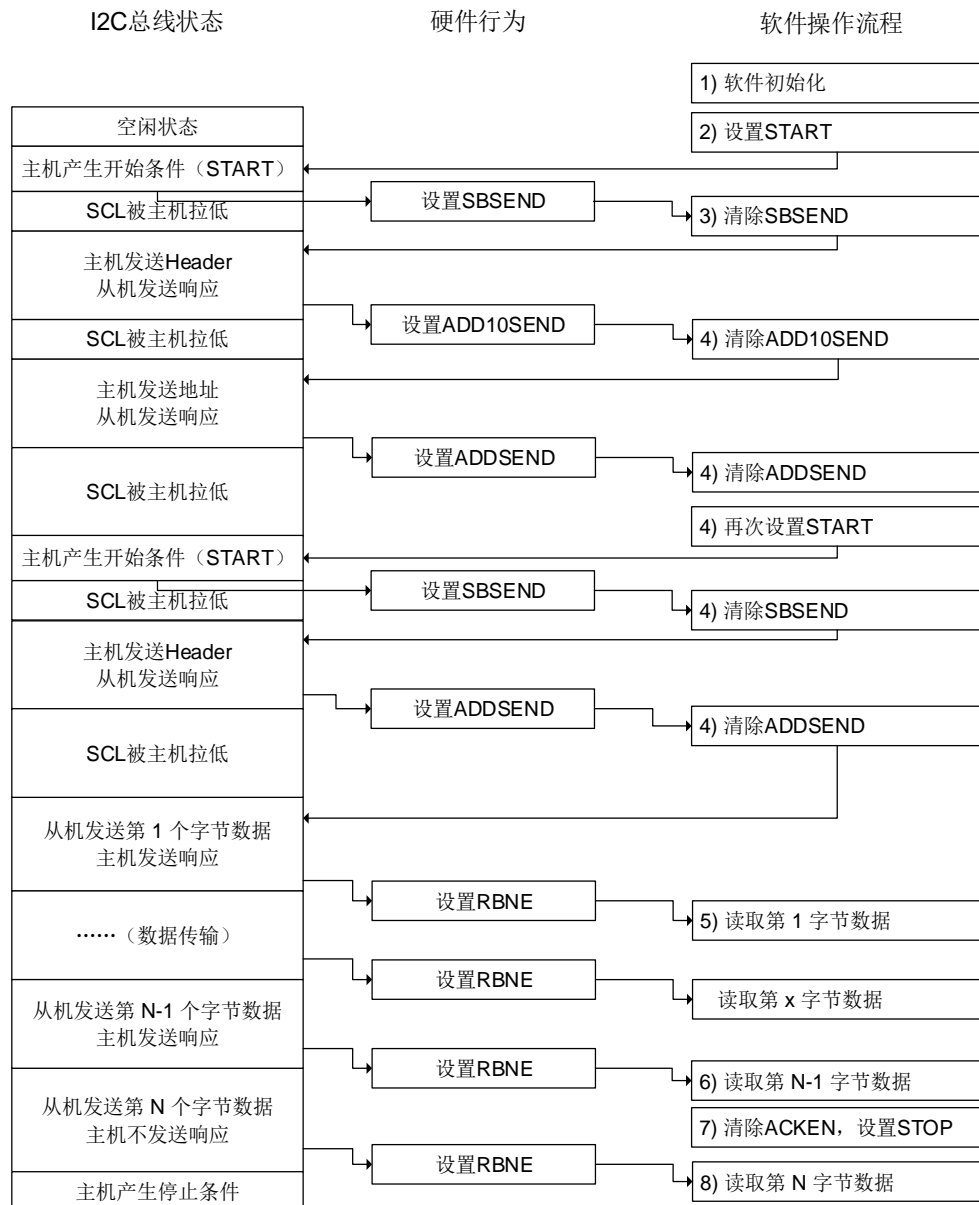 I2C总线状态
硬件行为
软件操作流程
1) 软件初始化
空闲状态
2) 设置START
主机产生开始条件（START）
设置SBSEND
SCL被主机拉低
3) 清除SBSEND
主机发送Header
从机发送响应
设置ADD10SEND
SCL被主机拉低
4) 清除ADD10SEND
主机发送地址
从机发送响应
设置ADDSEND
4) 清除ADDSEND
SCL被主机拉低
4) 再次设置START
主机产生开始条件（START）
设置SBSEND
SCL被主机拉低
4) 清除SBSEND
主机发送Header
从机发送响应
设置ADDSEND
4) 清除ADDSEND
SCL被主机拉低
从机发送第 1 个字节数据
主机发送响应
设置RBNE
5) 读取第 1 字节数据
……（数据传输）
设置RBNE
读取第 x 字节数据
从机发送第 N-1 个字节数据
主机发送响应
设置RBNE
6) 读取第 N-1 字节数据
从机发送第 N 个字节数据
主机不发送响应
7) 清除ACKEN，设置STOP
设置RBNE
8) 读取第 N 字节数据
主机产生停止条件